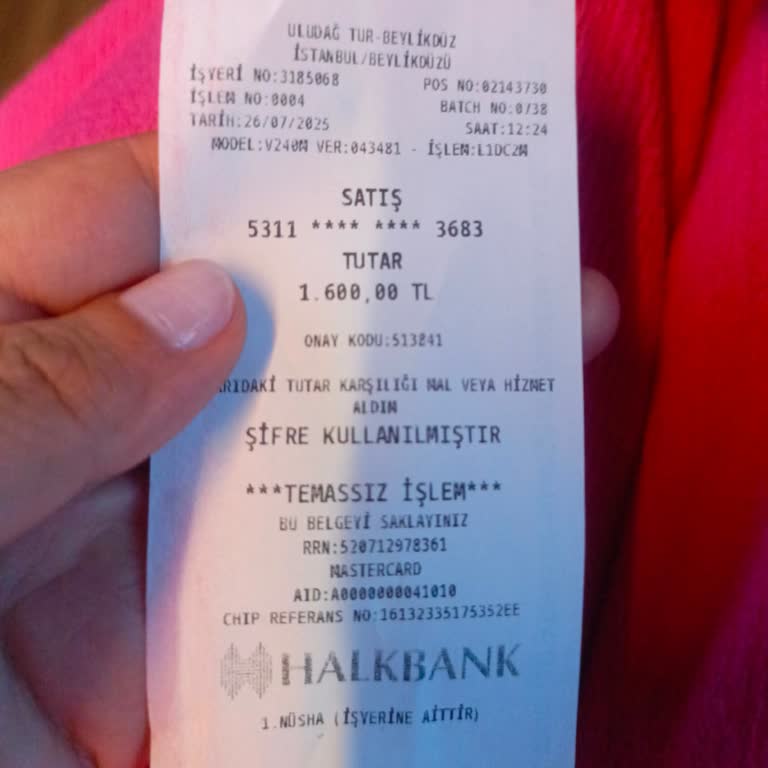 ULUDAĞ TUR-BEYLİKDÜZ
İSTANBUL/BEYLİKDÜZÜ
İŞYERİ NO:3185068 POS NO:02143730
İŞLEM NO:0004 BATCH NO:0738
TARİH:26/07/2025 SAAT:12:24
MODEL:V240M VER:043481 - İŞLEM:L1DC2M
SATIŞ
5311 **** **** 3683
TUTAR
1.600,00 TL
ONAY KODU:513841
TUTAR KARŞILIĞI MAL VEYA HİZMET
ALDIM
ŞİFRE KULLANILMIŞTIR
***TEMASSIZ İŞLEM***
BU BELGEYİ SAKLAYINIZ
RRN:520712978361
MASTERCARD
AID:A0000000041010
CHIP REFERANS NO:16132335175352EE
HALKBANK
1.NÜSHA (İŞYERİNE AİTTİR)